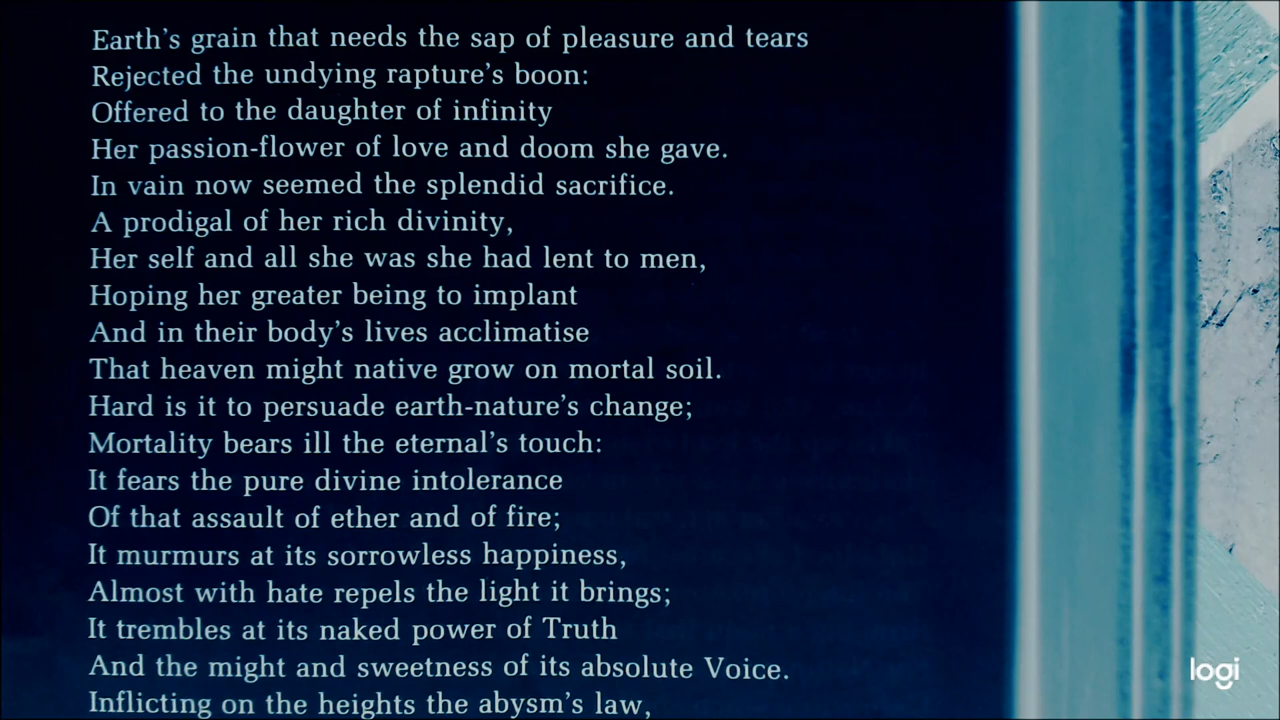 Earth's grain that needs the sap of pleasure and tears
Rejected the undying rapture's boon:
Offered to the daughter of infinity
Her passion-flower of love and doom she gave.
In vain now seemed the splendid sacrifice.
A prodigal of her rich divinity,
Her self and all she was she had lent to men,
Hoping her greater being to implant
And in their body's lives acclimatise
That heaven might native grow on mortal soil.
Hard is it to persuade earth-nature's change;
Mortality bears ill the eternal's touch:
It fears the pure divine intolerance
Of that assault of ether and of fire;
It murmurs at its sorrowless happiness,
Almost with hate repels the light it brings;
It trembles at its naked power of Truth
And the might and sweetness of its absolute Voice.
Inflicting on the heights the abysm's law,
logi